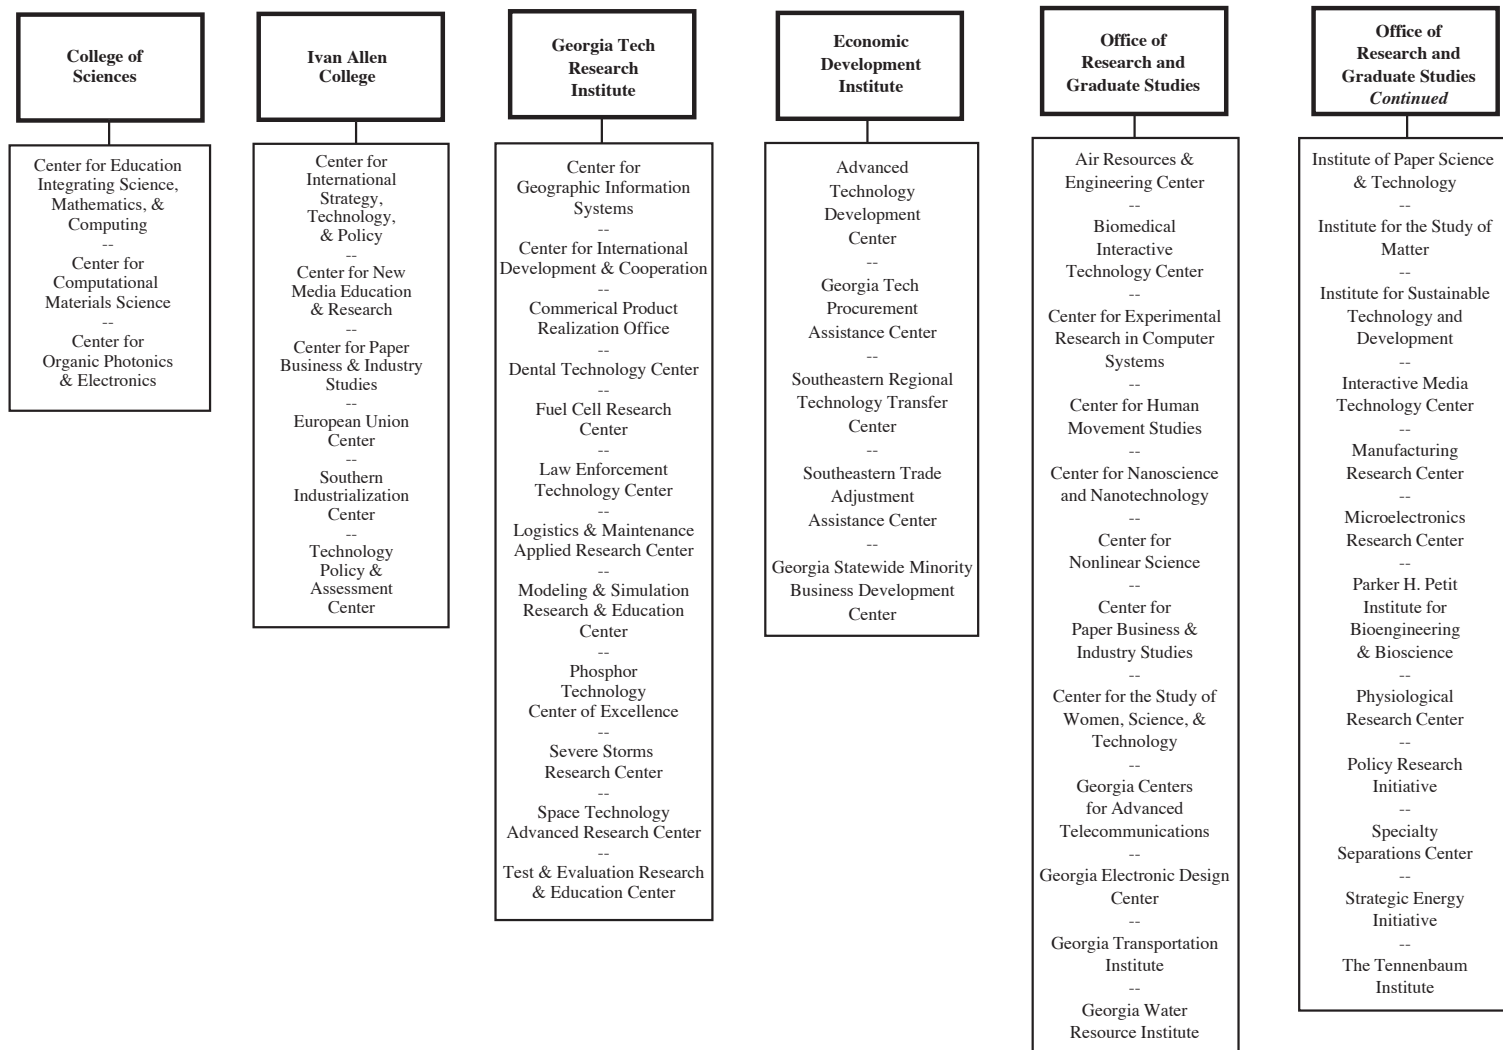 College of
Sciences
Center for Education
Integrating Science,
Mathematics, &
Computing
--
Center for
Computational
Materials Science
--
Center for
Organic Photonics
& Electronics
Ivan Allen
College
Center for
International
Strategy,
Technology,
& Policy
--
Center for New
Media Education
& Research
--
Center for Paper
Business & Industry
Studies
--
European Union
Center
--
Southern
Industrialization
Center
--
Technology
Policy &
Assessment
Center
Georgia Tech
Research
Institute
Center for
Geographic Information
Systems
--
Center for International
Development & Cooperation
--
Commerical Product
Realization Office
--
Dental Technology Center
--
Fuel Cell Research
Center
--
Law Enforcement
Technology Center
--
Logistics & Maintenance
Applied Research Center
--
Modeling & Simulation
Research & Education
Center
--
Phosphor
Technology
Center of Excellence
--
Severe Storms
Research Center
--
Space Technology
Advanced Research Center
--
Test & Evaluation Research
& Education Center
Economic
Development
Institute
Advanced
Technology
Development
Center
--
Georgia Tech
Procurement
Assistance Center
--
Southeastern Regional
Technology Transfer
Center
--
Southeastern Trade
Adjustment
Assistance Center
--
Georgia Statewide Minority
Business Development
Center
Office of
Research and
Graduate Studies
Air Resources &
Engineering Center
--
Biomedical
Interactive
Technology Center
--
Center for Experimental
Research in Computer
Systems
--
Center for Human
Movement Studies
--
Center for Nanoscience
and Nanotechnology
--
Center for
Nonlinear Science
--
Center for
Paper Business &
Industry Studies
--
Center for the Study of
Women, Science, &
Technology
--
Georgia Centers
for Advanced
Telecommunications
--
Georgia Electronic Design
Center
--
Georgia Transportation
Institute
--
Georgia Water
Resource Institute
Office of
Research and
Graduate Studies
Continued
Institute of Paper Science
& Technology
--
Institute for the Study of
Matter
--
Institute for Sustainable
Technology and
Development
--
Interactive Media
Technology Center
--
Manufacturing
Research Center
--
Microelectronics
Research Center
--
Parker H. Petit
Institute for
Bioengineering
& Bioscience
--
Physiological
Research Center
--
Policy Research
Initiative
--
Specialty
Separations Center
--
Strategic Energy
Initiative
--
The Tennenbaum
Institute